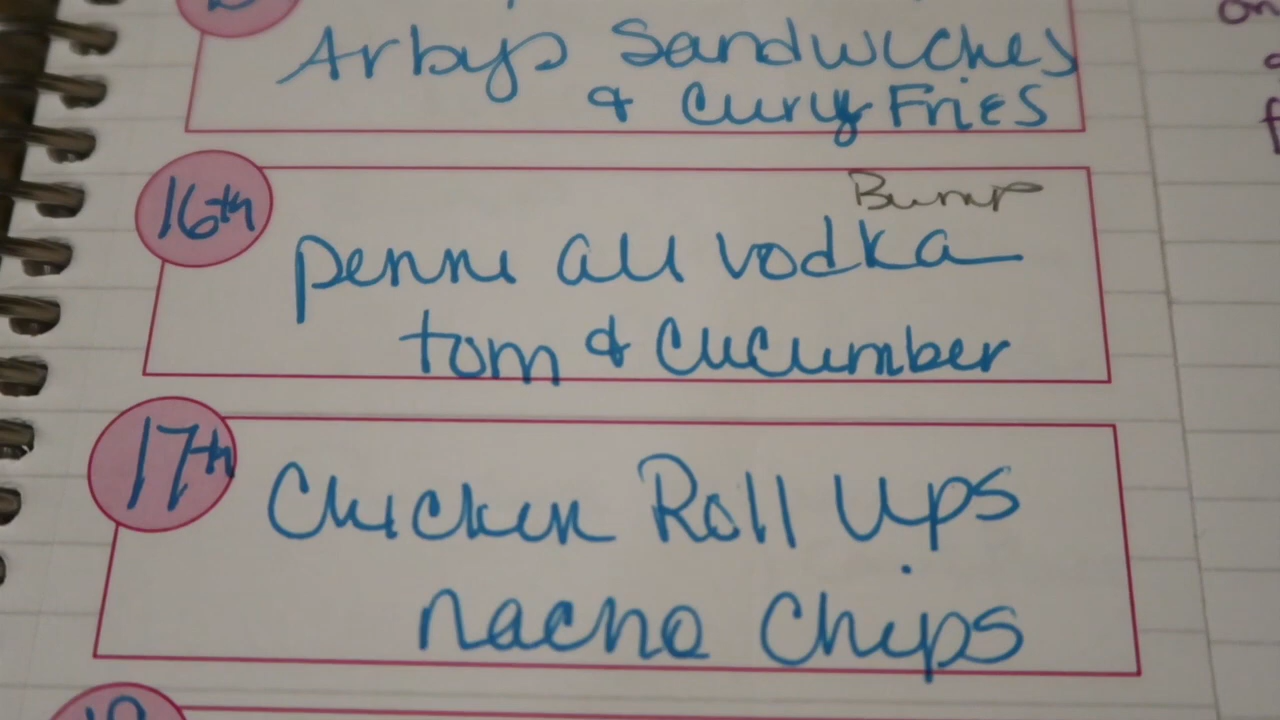 Arbys Sandwiches
& Curly Fries
16th
Bump
penne all vodka
tom & Cucumber
17th
Chicken Roll Ups
nacho Chips